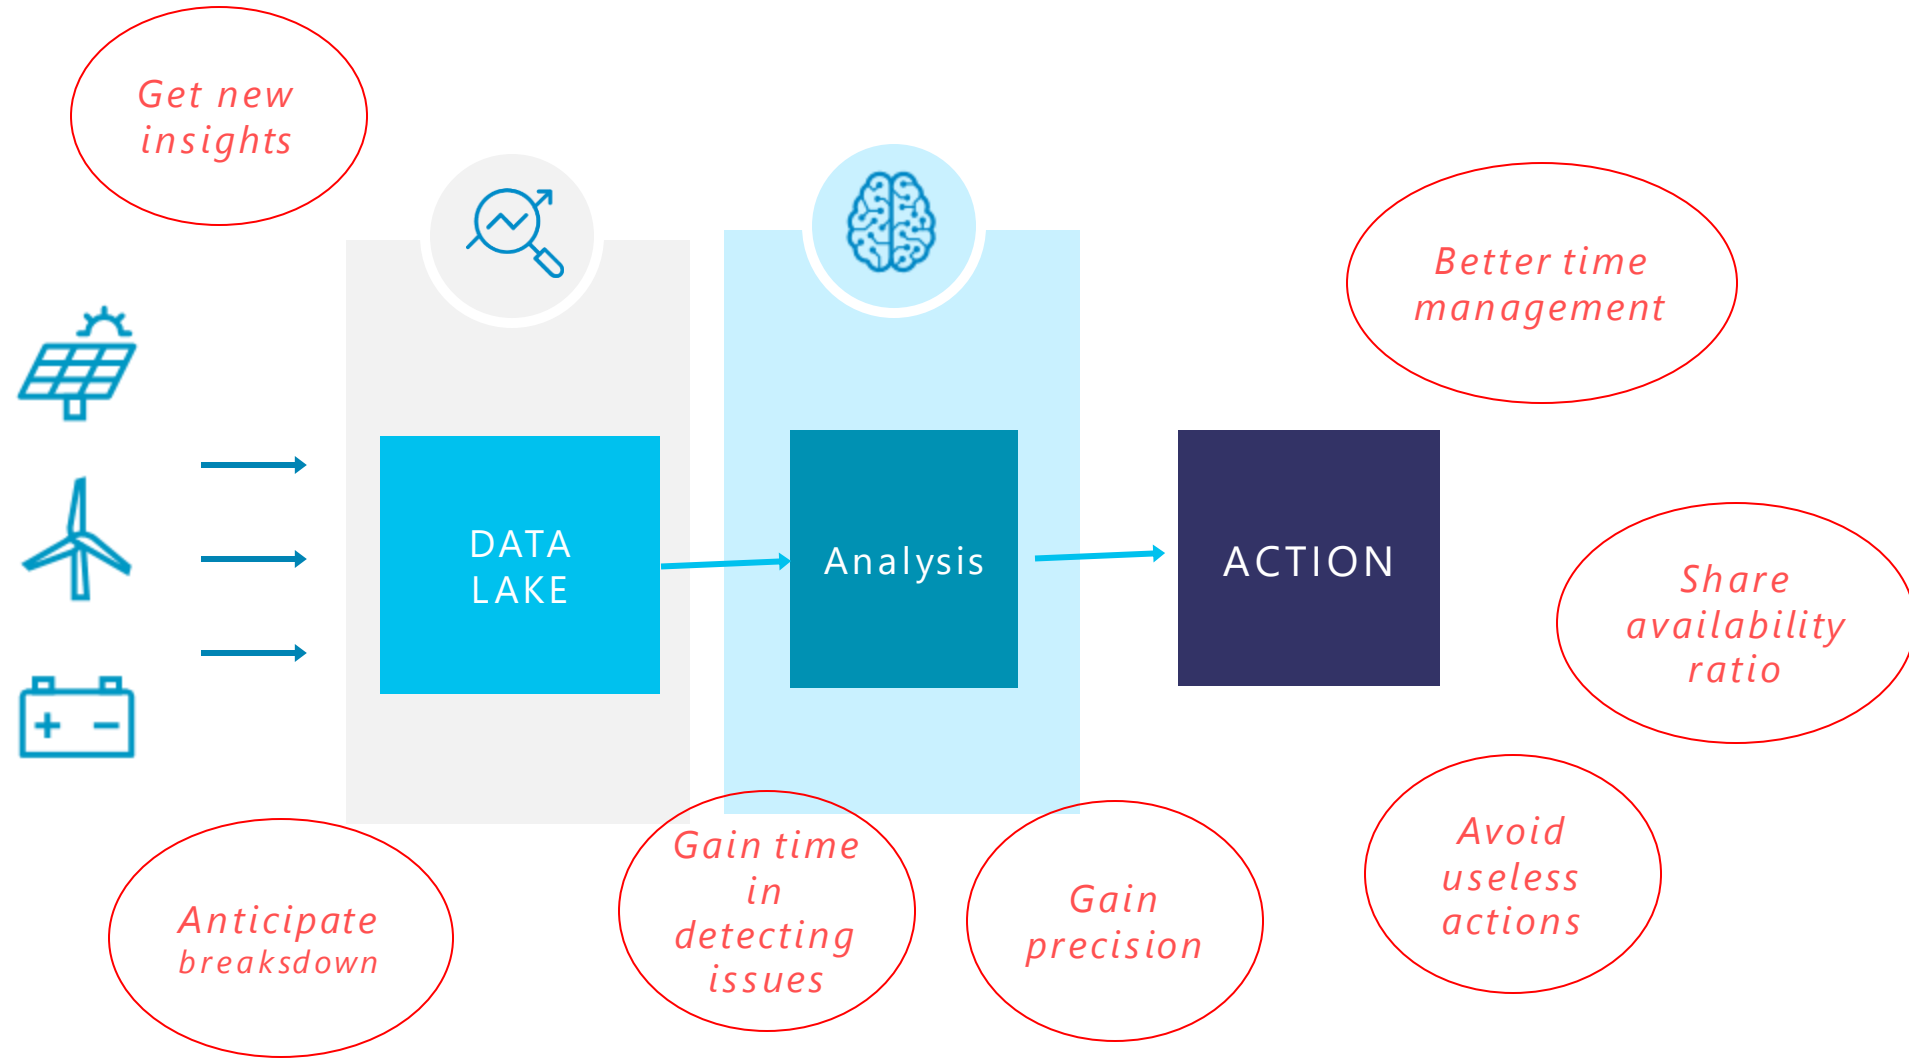 Get new
insights
Better time
management
DATA
LAKE
Analysis
ACTION
Share
availability
ratio
Anticipate
breaksdown
Gain time
in
detecting
issues
Gain
precision
Avoid
useless
actions